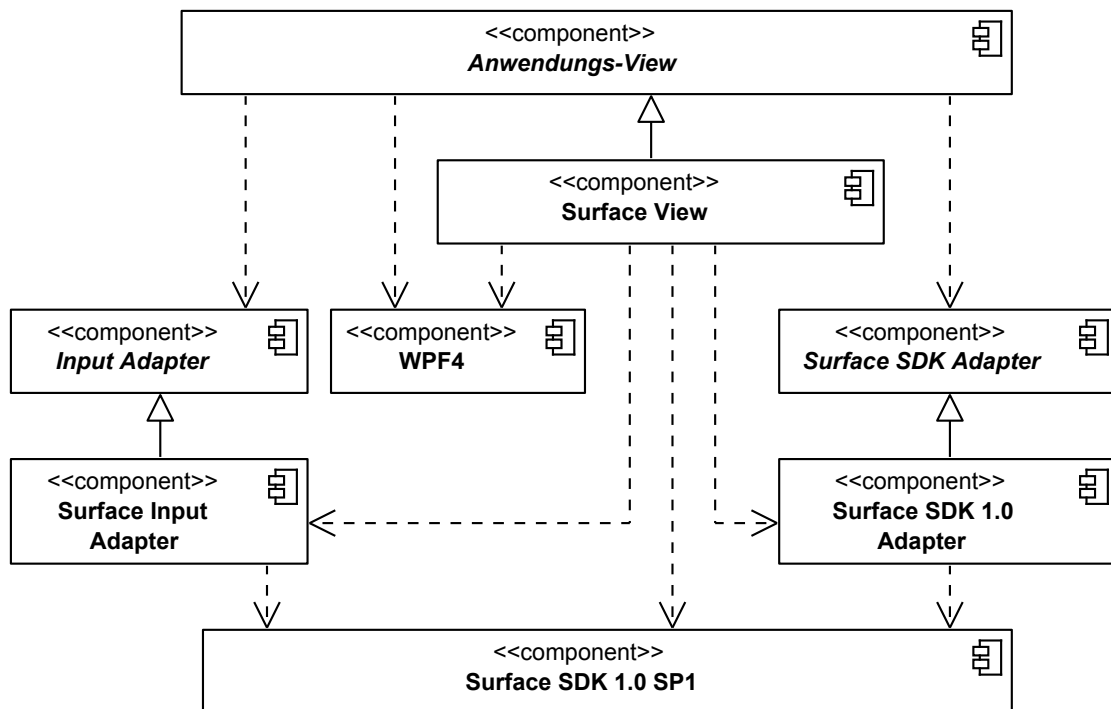 <<component>>
Anwendungs-View
<<component>>
Surface View
<<component>>
Input Adapter
<<component>>
WPF4
<<component>>
Surface SDK Adapter
<<component>>
Surface Input
Adapter
<<component>>
Surface SDK 1.0
Adapter
<<component>>
Surface SDK 1.0 SP1